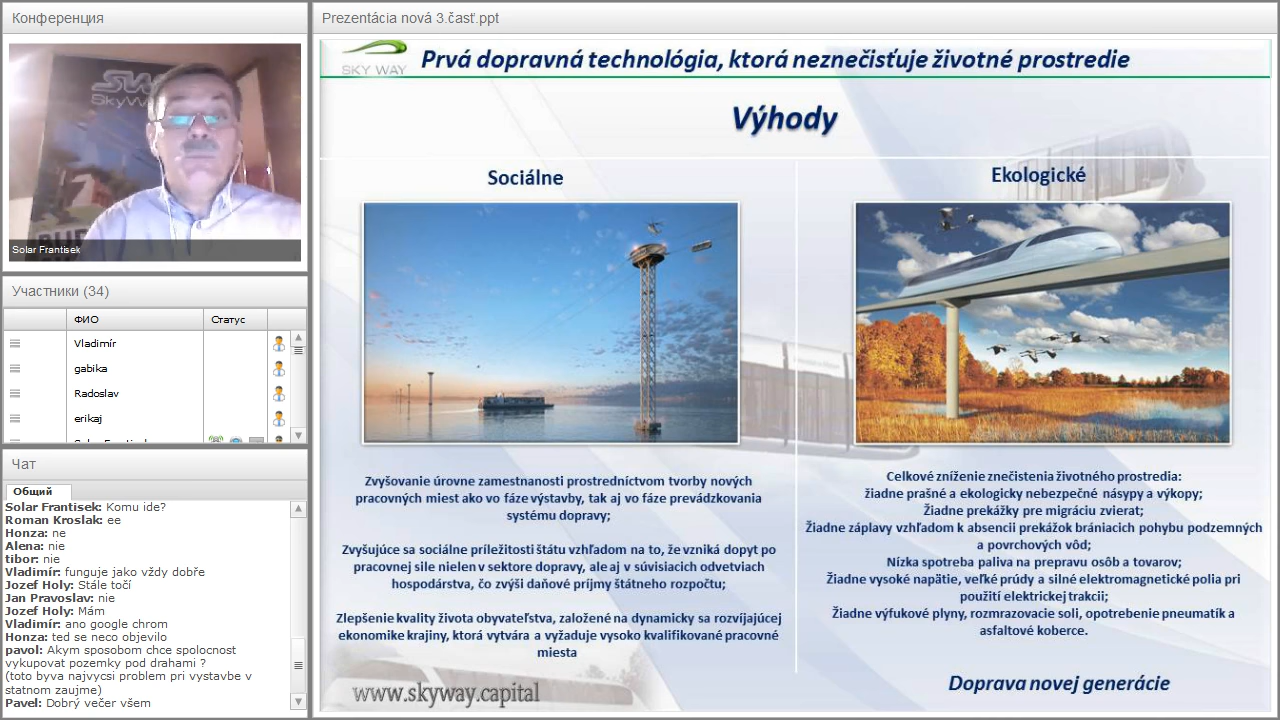 Конференция
SkyW
Solar Frantisek
Участники (34)
ФИО
Статус
Vladimír
gabika
Radoslav
erikaj
Чат
Общий
Solar Frantisek: Komu ide?
Roman Kroslak: ee
Honza: ne
Alena: nie
tibor: nie
Vladimír: funguje jako vždy dobře
Jozef Holy: Stále točí
Jan Pravoslav: nie
Jozef Holy: Mám
Vladimír: ano google chrom
Honza: ted se neco objevilo
pavol: Akym sposobom chce spolocnost
vykupovat pozemky pod drahami ?
(toto byva najvycsi problem pri vystavbe v
statnom zaujme)
Pavel: Dobrý večer všem
Prezentácia nová 3.časť.ppt
SKY WAY
Prvá dopravná technológia, ktorá neznečisťuje životné prostredie
Výhody
Sociálne
Zvyšovanie úrovne zamestnanosti prostredníctvom tvorby nových
pracovných miest ako vo fáze výstavby, tak aj vo fáze prevádzkovania
systému dopravy;
Zvyšujúce sa sociálne príležitosti štátu vzhľadom na to, že vzniká dopyt po
pracovnej sile nielen v sektore dopravy, ale aj v súvisiacich odvetviach
hospodárstva, čo zvýši daňové príjmy štátneho rozpočtu;
Zlepšenie kvality života obyvateľstva, založené na dynamicky sa rozvíjajúcej
ekonomike krajiny, ktorá vytvára a vyžaduje vysoko kvalifikované pracovné
miesta
www.skyway.capital
Ekologické
Celkové zníženie znečistenia životného prostredia:
žiadne prašné a ekologicky nebezpečné násypy a výkopy;
Žiadne prekážky pre migráciu zvierat;
Žiadne záplavy vzhľadom k absencii prekážok brániacich pohybu podzemných
a povrchových vôd;
Nízka spotreba paliva na prepravu osôb a tovarov;
Žiadne vysoké napätie, veľké prúdy a silné elektromagnetické polia pri
použití elektrickej trakcii;
Žiadne výfukové plyny, rozmrazovacie soli, opotrebenie pneumatík a
asfaltové koberce.
Doprava novej generácie